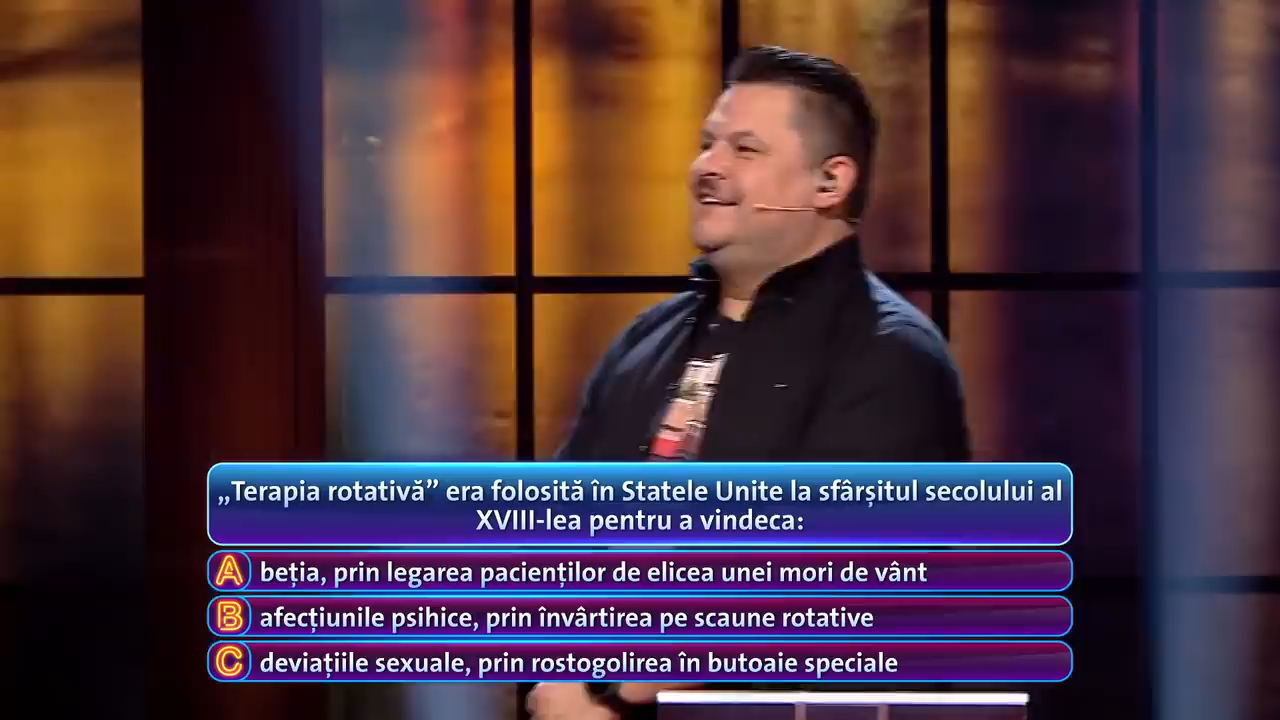 „Terapia rotativă” era folosită în Statele Unite la sfârșitul secolului al
XVIII-lea pentru a vindeca:
A beția, prin legarea pacienților de elicea unei mori de vânt
B afecțiunile psihice, prin învârtirea pe scaune rotative
C deviațiile sexuale, prin rostogolirea în butoaie speciale